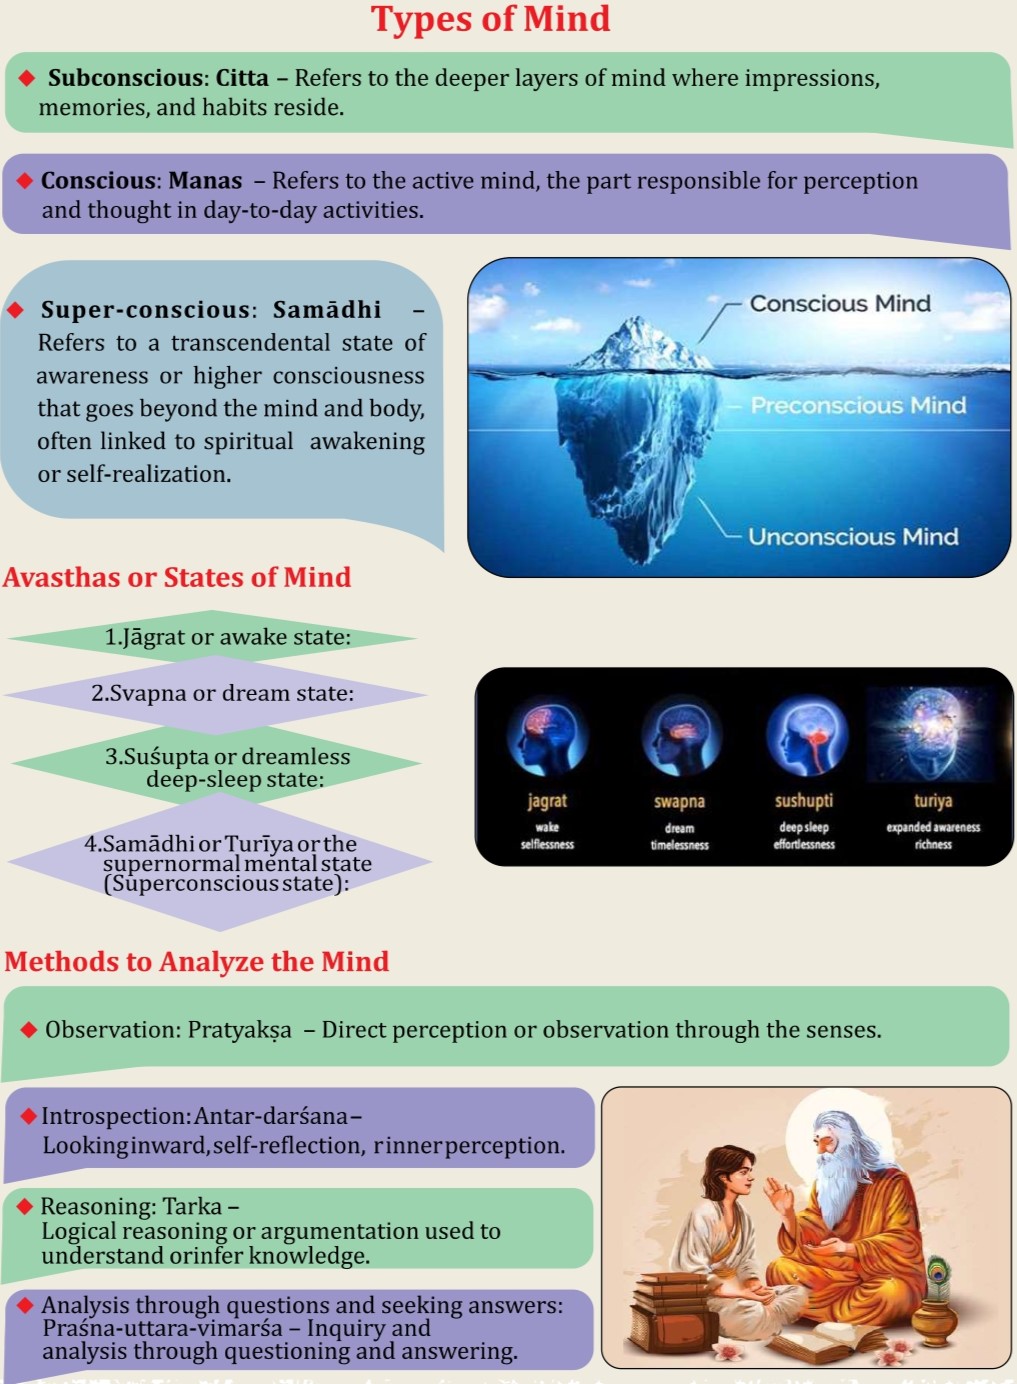 Types of Mind
◆ Subconscious: Citta – Refers to the deeper layers of mind where impressions,
memories, and habits reside.
◆ Conscious: Manas – Refers to the active mind, the part responsible for perception
and thought in day-to-day activities.
◆ Super-conscious: Samādhi –
Refers to a transcendental state of
awareness or higher consciousness
that goes beyond the mind and body,
often linked to spiritual awakening
or self-realization.
Conscious Mind
Preconscious Mind
Unconscious Mind
Avasthas or States of Mind
1.Jāgrat or awake state:
2.Svapna or dream state:
3.Suśupta or dreamless
deep-sleep state:
4.Samādhi or Turīya or the
supernormal mental state
(Superconscious state):
jagrat
wake
selflessness
swapna
dream
timelessness
sushupti
deep sleep
effortlessness
turiya
expanded awareness
richness
Methods to Analyze the Mind
◆ Observation: Pratyakṣa – Direct perception or observation through the senses.
◆ Introspection: Antar-darśana –
Looking inward, self-reflection, r inner perception.
◆ Reasoning: Tarka –
Logical reasoning or argumentation used to
understand orinfer knowledge.
◆ Analysis through questions and seeking answers:
Praśna-uttara-vimarśa – Inquiry and
analysis through questioning and answering.